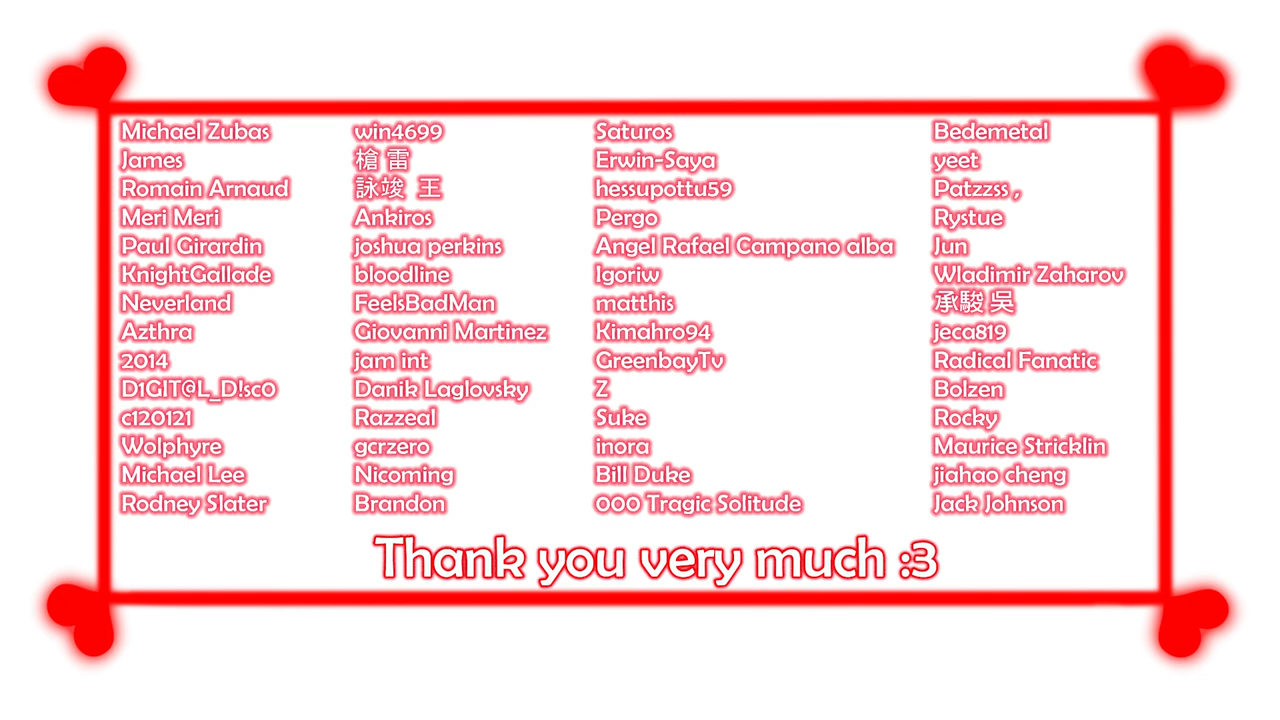 Michael Zubas
James
Romain Arnaud
Meri Meri
Paul Girardin
KnightGallade
Neverland
Azthra
2014
D1GIT@L_D!sc0
c120121
Wolphyre
Michael Lee
Rodney Slater
win4699
槍 雷
詠竣 王
Ankiros
joshua perkins
bloodline
FeelsBadMan
Giovanni Martinez
jam int
Danik Laglovsky
Razzeal
gcrzero
Nicoming
Brandon
Saturos
Erwin-Saya
hessupottu59
Pergo
Angel Rafael Campano alba
Igoriw
matthis
Kimahro94
GreenbayTv
Z
Suke
inora
Bill Duke
000 Tragic Solitude
Bedemetal
yeet
Patzzss ,
Rystue
Jun
Wladimir Zaharov
承駿 吳
jeca819
Radical Fanatic
Bolzen
Rocky
Maurice Stricklin
jiahao cheng
Jack Johnson
Thank you very much :3